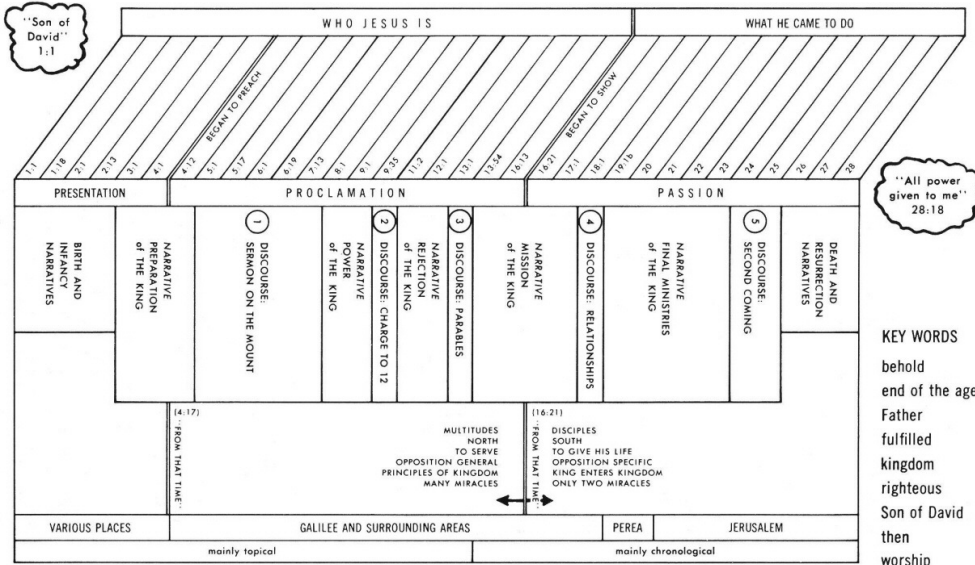 "Son of
David"
1:1
WHO JESUS IS
WHAT HE CAME TO DO
BEGAN TO PREACH
BEGAN TO SHOW
1:1
1:18
2:1
2:13
3:1
4:1
4:12
5:1
5:17
6:1
6:19
7:13
8:1
9:1
9:35
11:2
12:1
13:1
13:54
16:13
16:21
17:1
18:1
19:1b
20
21
22
23
24
25
26
27
28
"All power
given to me"
28:18
PRESENTATION
PROCLAMATION
PASSION
BIRTH AND
INFANCY
NARRATIVES
NARRATIVE
PREPARATION
of THE KING
1
DISCOURSE:
SERMON ON THE MOUNT
NARRATIVE
POWER
of THE KING
2
DISCOURSE: CHARGE TO 12
NARRATIVE
REJECTION
of THE KING
3
DISCOURSE: PARABLES
NARRATIVE
MISSION
of THE KING
4
DISCOURSE: RELATIONSHIPS
NARRATIVE
FINAL MINISTRIES
of THE KING
5
DISCOURSE:
SECOND COMING
DEATH AND
RESURRECTION
NARRATIVES
(4:17)
"FROM THAT TIME"
MULTITUDES
NORTH
TO SERVE
OPPOSITION GENERAL
PRINCIPLES OF KINGDOM
MANY MIRACLES
(16:21)
"FROM THAT TIME"
DISCIPLES
SOUTH
TO GIVE HIS LIFE
OPPOSITION SPECIFIC
KING ENTERS KINGDOM
ONLY TWO MIRACLES
VARIOUS PLACES
GALILEE AND SURROUNDING AREAS
PEREA
JERUSALEM
mainly topical
mainly chronological
KEY WORDS
behold
end of the age
Father
fulfilled
kingdom
righteous
Son of David
then
worship